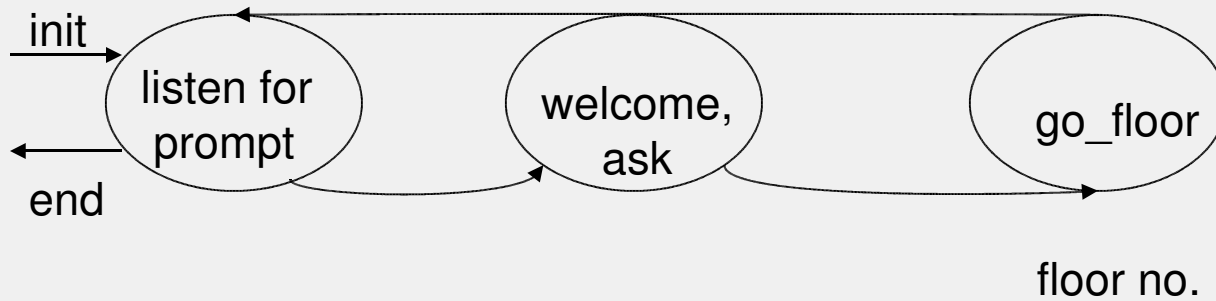 init
listen for
prompt
end
welcome,
ask
go_floor
floor no.